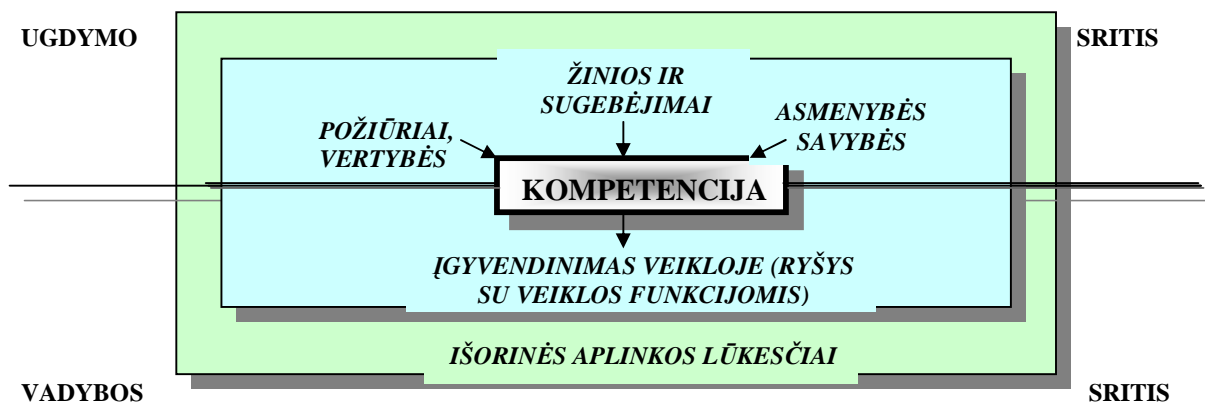 UGDYMO SRITIS
ŽINIOS IR
SUGEBĖJIMAI
POŽIŪRIAI,
VERTYBĖS
ASMENYBĖS
SAVYBĖS
KOMPETENCIJA
ĮGYVENDINIMAS VEIKLOJE (RYŠYS
SU VEIKLOS FUNKCIJOMIS)
IŠORINĖS APLINKOS LŪKESČIAI
VADYBOS SRITIS